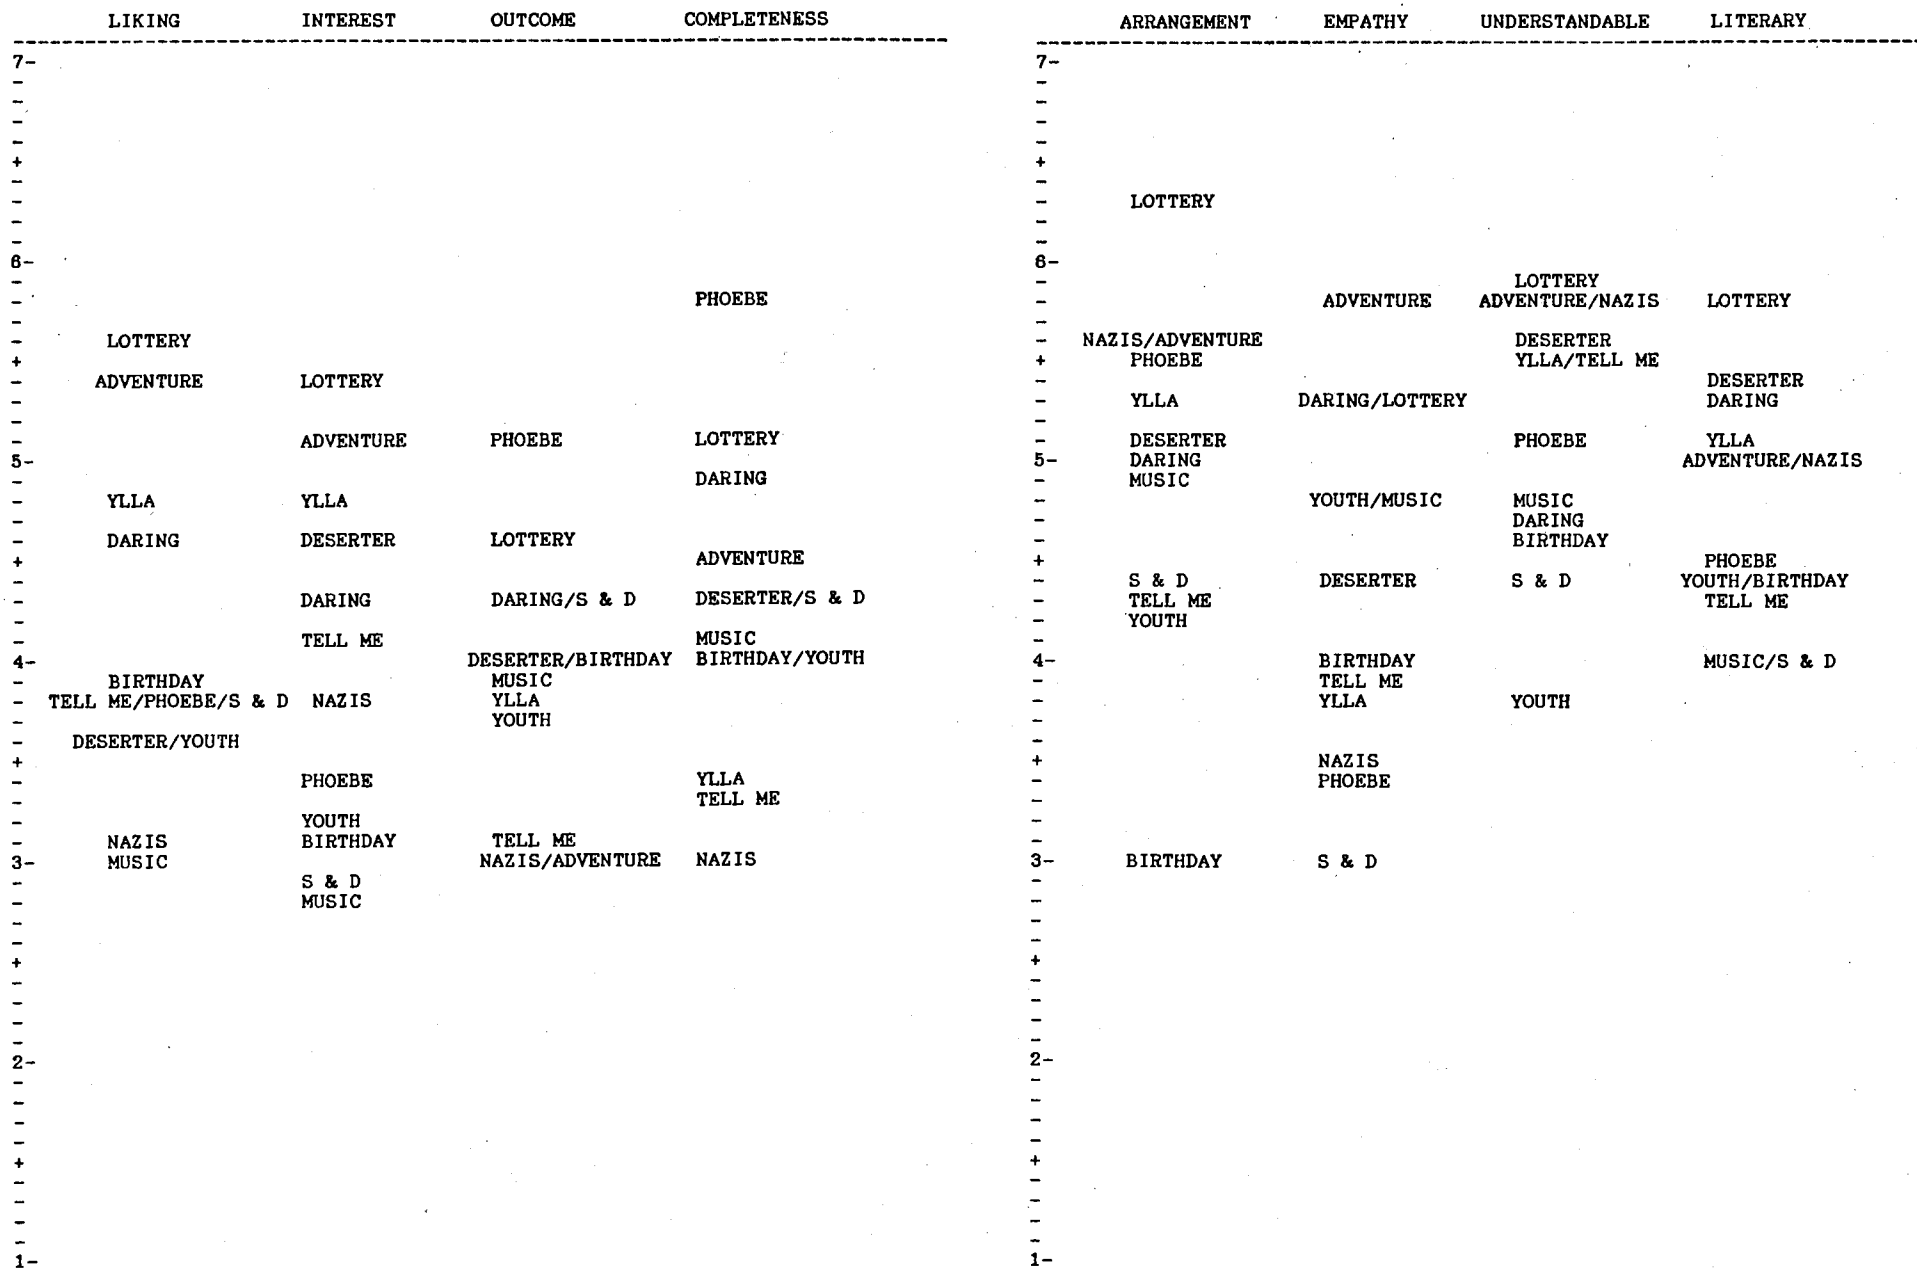 LIKING INTEREST OUTCOME COMPLETENESS
7-
-
-
-
-
+
-
-
-
-
6-
-
- PHOEBE
-
- LOTTERY
+
- ADVENTURE LOTTERY
-
-
- ADVENTURE PHOEBE LOTTERY
5-
- DARING
- YLLA YLLA
-
- DARING DESERTER LOTTERY
+ ADVENTURE
-
- DARING DARING/S & D DESERTER/S & D
-
- TELL ME MUSIC
4- DESERTER/BIRTHDAY BIRTHDAY/YOUTH
- BIRTHDAY MUSIC
- TELL ME/PHOEBE/S & D NAZIS YLLA
- YOUTH
- DESERTER/YOUTH
+
- PHOEBE YLLA
- TELL ME
- YOUTH
- NAZIS BIRTHDAY TELL ME
3- MUSIC NAZIS/ADVENTURE NAZIS
- S & D
- MUSIC
-
-
+
-
-
-
-
2-
-
-
-
-
+
-
-
-
-
1-
ARRANGEMENT EMPATHY UNDERSTANDABLE LITERARY
7-
-
-
-
-
+
-
- LOTTERY
-
-
6-
- LOTTERY
- ADVENTURE ADVENTURE/NAZIS LOTTERY
-
- NAZIS/ADVENTURE DESERTER
+ PHOEBE YLLA/TELL ME
- DESERTER
- YLLA DARING/LOTTERY DARING
-
- DESERTER PHOEBE YLLA
5- DARING ADVENTURE/NAZIS
- MUSIC
- YOUTH/MUSIC MUSIC
- DARING
- BIRTHDAY
+ PHOEBE
- S & D DESERTER S & D YOUTH/BIRTHDAY
- TELL ME TELL ME
- YOUTH
-
4- BIRTHDAY MUSIC/S & D
- TELL ME
- YLLA YOUTH
-
-
+ NAZIS
- PHOEBE
-
-
-
3- BIRTHDAY S & D
-
-
-
-
+
-
-
-
-
2-
-
-
-
-
+
-
-
-
-
1-